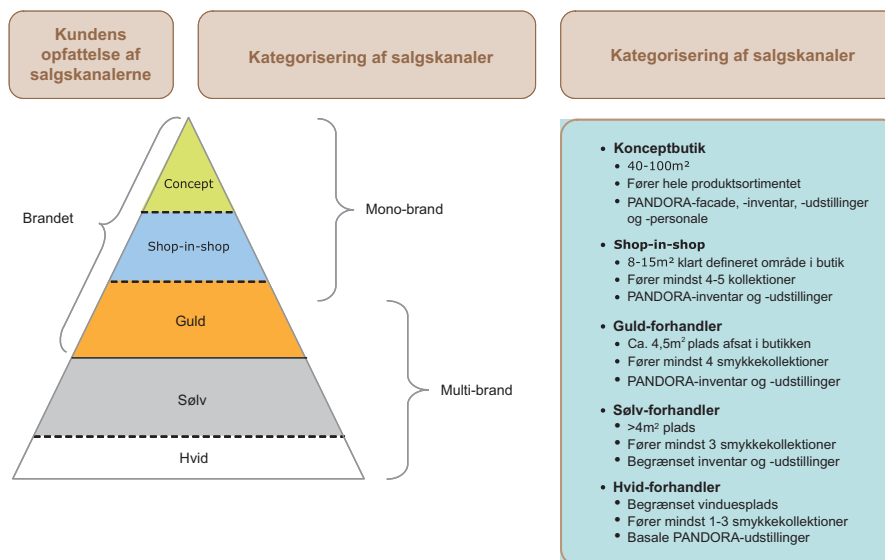 Kundens
opfattelse af
salgskanalerne
Kategorisering af salgskanaler
Kategorisering af salgskanaler
Brandet
Concept
Shop-in-shop
Guld
Sølv
Hvid
Mono-brand
Multi-brand
• Konceptbutik
• 40-100m²
• Fører hele produktsortimentet
• PANDORA-facade, -inventar, -udstillinger
og -personale
• Shop-in-shop
• 8-15m² klart defineret område i butik
• Fører mindst 4-5 kollektioner
• PANDORA-inventar og -udstillinger
• Guld-forhandler
• Ca. 4,5m² plads afsat i butikken
• Fører mindst 4 smykkekollektioner
• PANDORA-inventar og -udstillinger
• Sølv-forhandler
• >4m² plads
• Fører mindst 3 smykkekollektioner
• Begrænset inventar og -udstillinger
• Hvid-forhandler
• Begrænset vinduesplads
• Fører mindst 1-3 smykkekollektioner
• Basale PANDORA-udstillinger